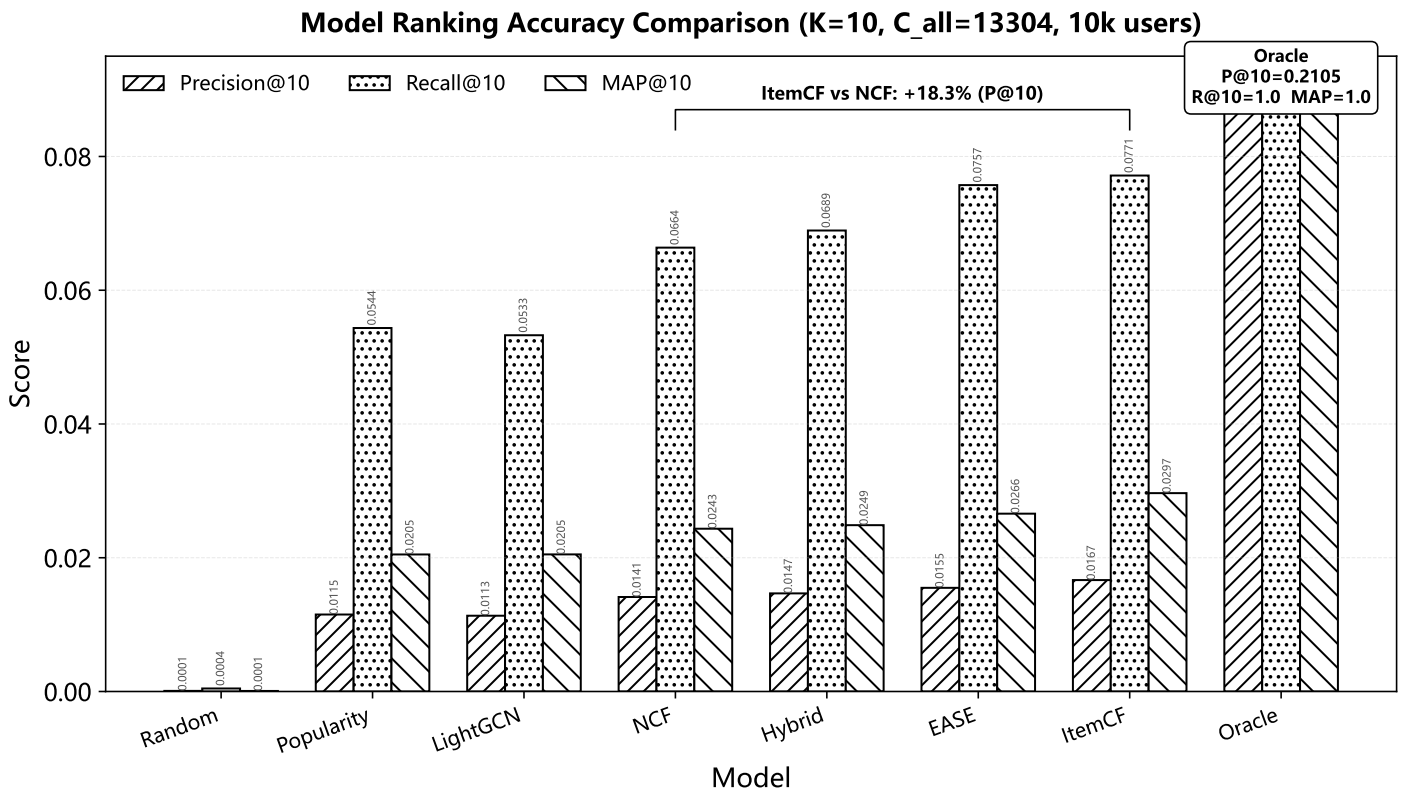 Model Ranking Accuracy Comparison (K=10, C_all=13304, 10k users)
Precision@10
Recall@10
MAP@10
ItemCF vs NCF: +18.3% (P@10)
Oracle
P@10=0.2105
R@10=1.0 MAP=1.0
Score
0.08
0.06
0.04
0.02
0.00
0.0001
0.0004
0.0001
0.0115
0.0544
0.0205
0.0113
0.0533
0.0205
0.0141
0.0664
0.0243
0.0147
0.0689
0.0249
0.0155
0.0757
0.0266
0.0167
0.0771
0.0297
Random
Popularity
LightGCN
NCF
Hybrid
EASE
ItemCF
Oracle
Model